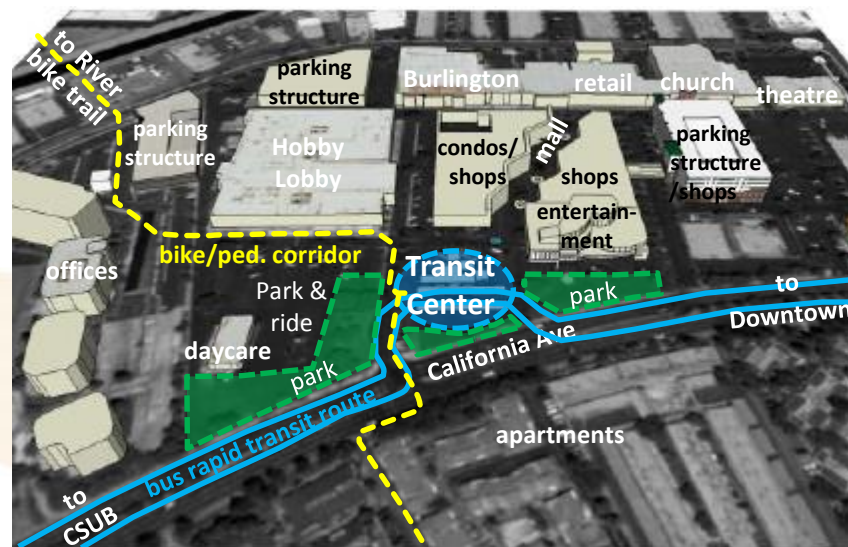 to River
bike trail
parking
structure
Burlington
retail
church
theatre
parking
structure
Hobby
Lobby
condos/
shops
mall
shops
parking
structure
/shops
entertain-
ment
offices
bike/ped. corridor
Transit
Center
Park &
ride
park
to
Downtown
daycare
California Ave
park
bus rapid transit route
apartments
to
CSUB